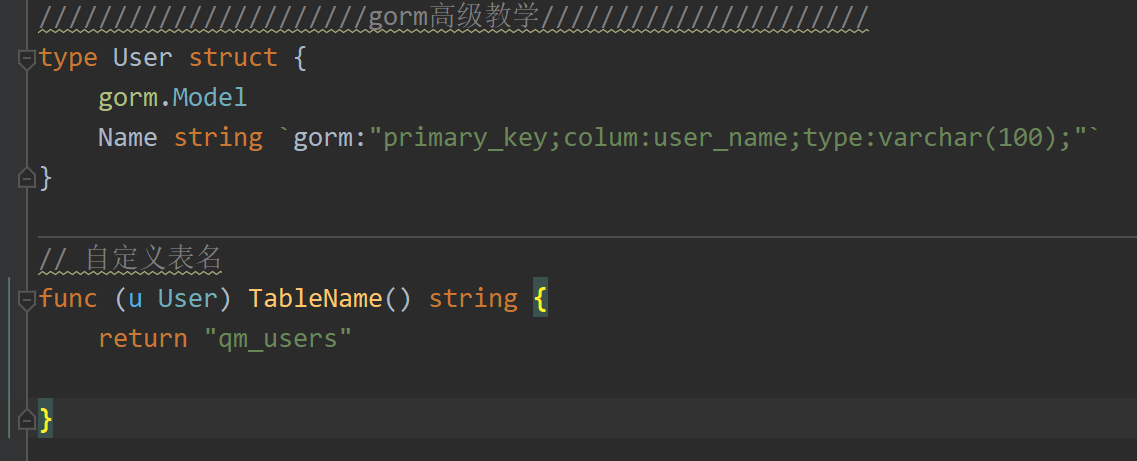 //////////////////////gorm高级教学//////////////////////
type User struct {
    gorm.Model
    Name string `gorm:"primary_key;colum:user_name;type:varchar(100);"`
}
// 自定义表名
func (u User) TableName() string {
    return "qm_users"
}